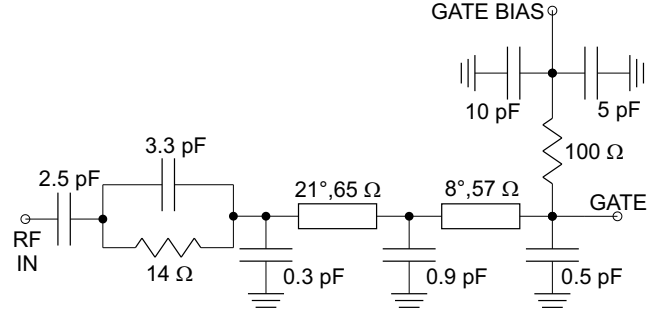 GATE BIAS
10 pF
5 pF
3.3 pF
100 Ω
2.5 pF
21°,65 Ω
8°,57 Ω
GATE
RF
IN
14 Ω
0.3 pF
0.9 pF
0.5 pF